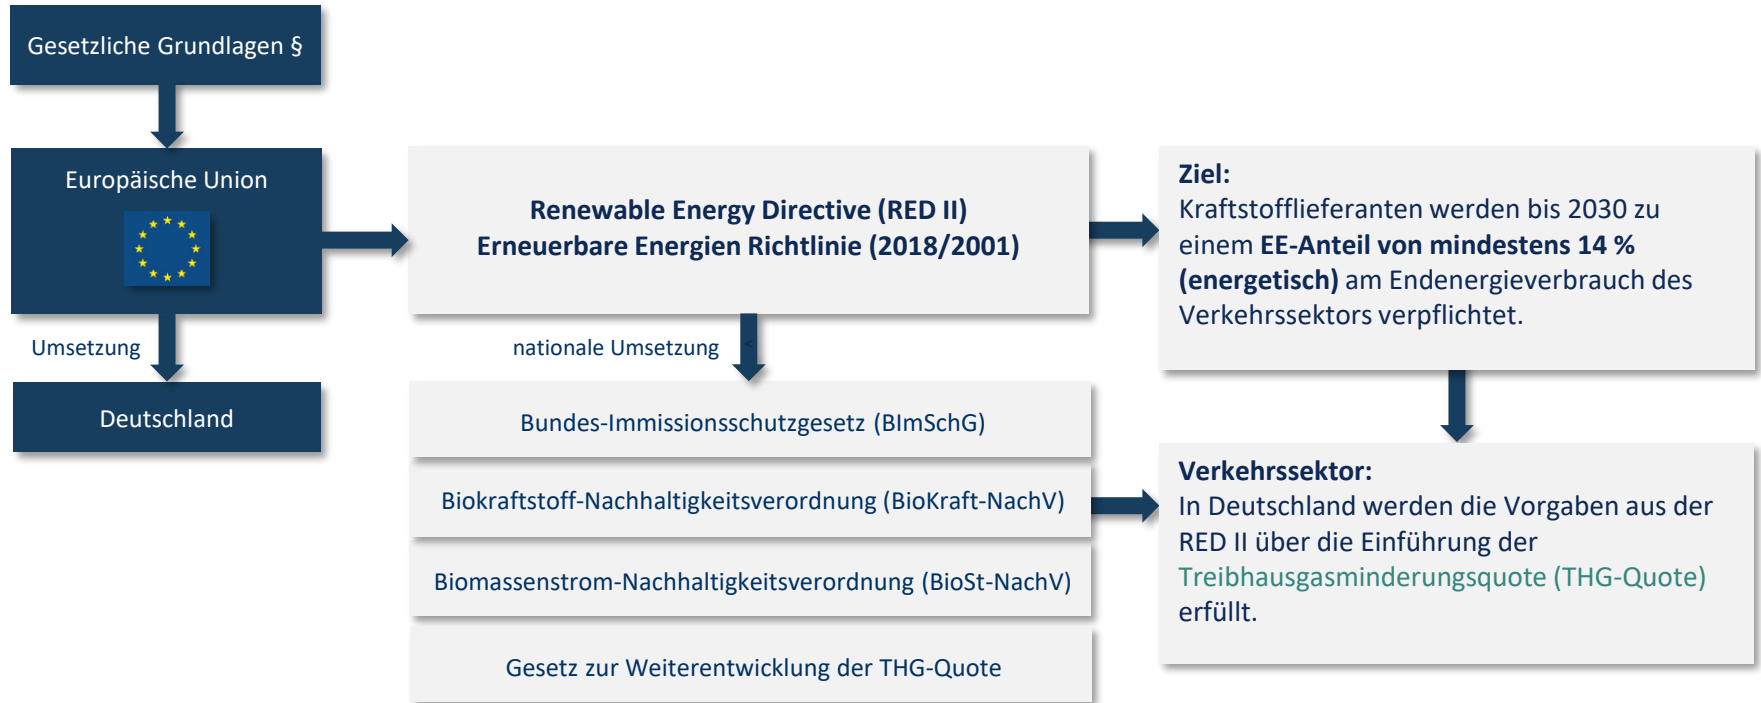 Gesetzliche Grundlagen §
Europäische Union
Umsetzung
Deutschland
Renewable Energy Directive (RED II)
Erneuerbare Energien Richtlinie (2018/2001)
nationale Umsetzung
<
Bundes-Immissionsschutzgesetz (BImSchG)
Biokraftstoff-Nachhaltigkeitsverordnung (BioKraft-NachV)
Biomassenstrom-Nachhaltigkeitsverordnung (BioSt-NachV)
Gesetz zur Weiterentwicklung der THG-Quote
Ziel:
Kraftstofflieferanten werden bis 2030 zu
einem EE-Anteil von mindestens 14 %
(energetisch) am Endenergieverbrauch des
Verkehrssektors verpflichtet.
Verkehrssektor:
In Deutschland werden die Vorgaben aus der
RED II über die Einführung der
Treibhausgasminderungsquote (THG-Quote)
erfüllt.